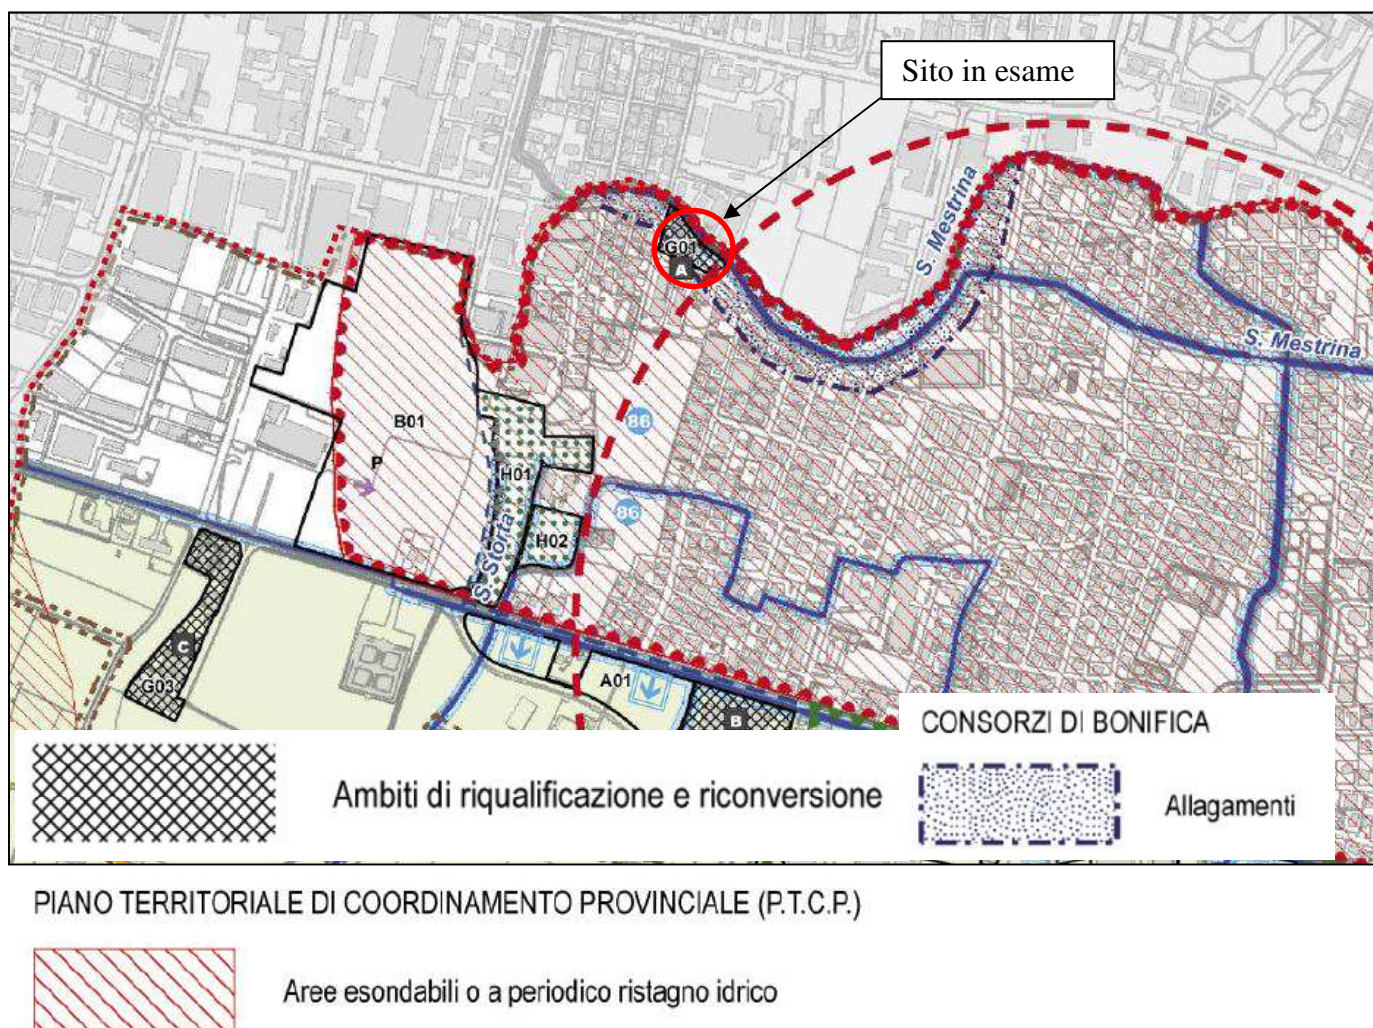 Sito in esame
S. Mestrina
G01
A
S. Mestrina
B01
86
P
H01
86
H02
S. Storta
C
G03
A01
B
CONSORZI DI BONIFICA
Ambiti di riqualificazione e riconversione
Allagamenti
PIANO TERRITORIALE DI COORDINAMENTO PROVINCIALE (P.T.C.P.)
Aree esondabili o a periodico ristagno idrico